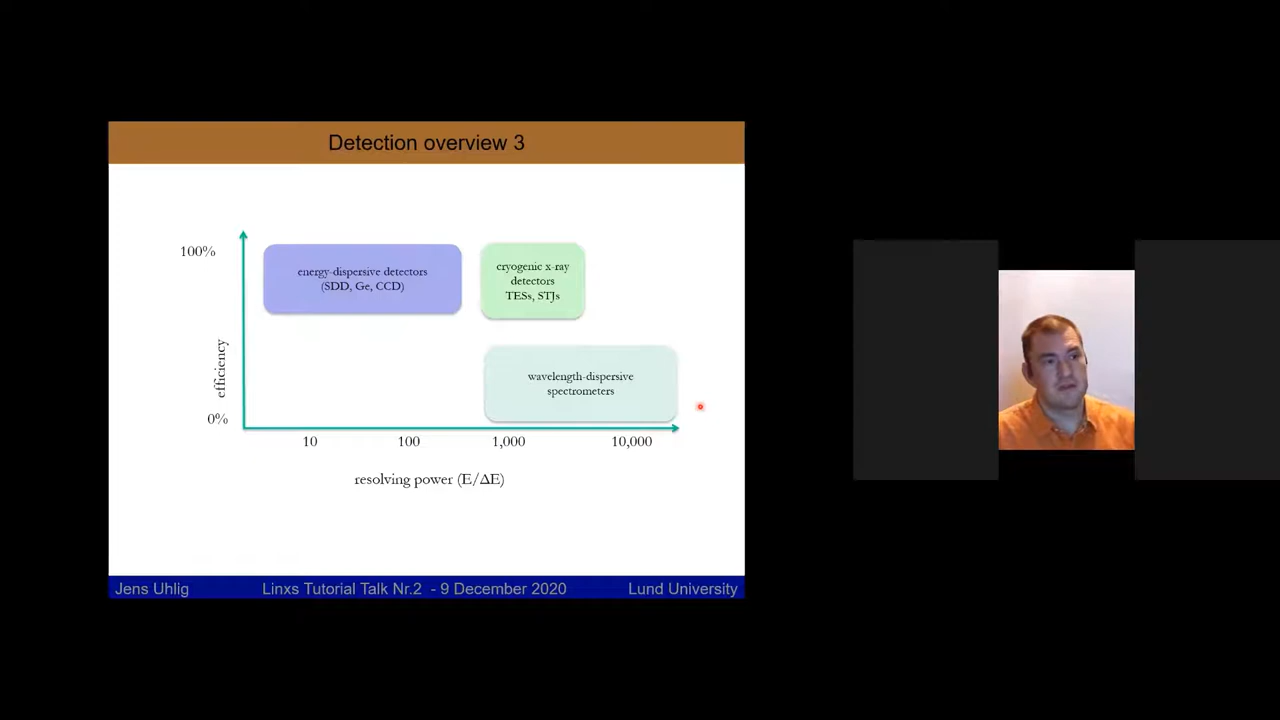 Detection overview 3
100%
energy-dispersive detectors
(SDD, Ge, CCD)
cryogenic x-ray
detectors
TESs, STJs
efficiency
wavelength-dispersive
spectrometers
0%
10
100
1,000
10,000
resolving power (E/ΔE)
Jens Uhlig
Linxs Tutorial Talk Nr.2 - 9 December 2020
Lund University